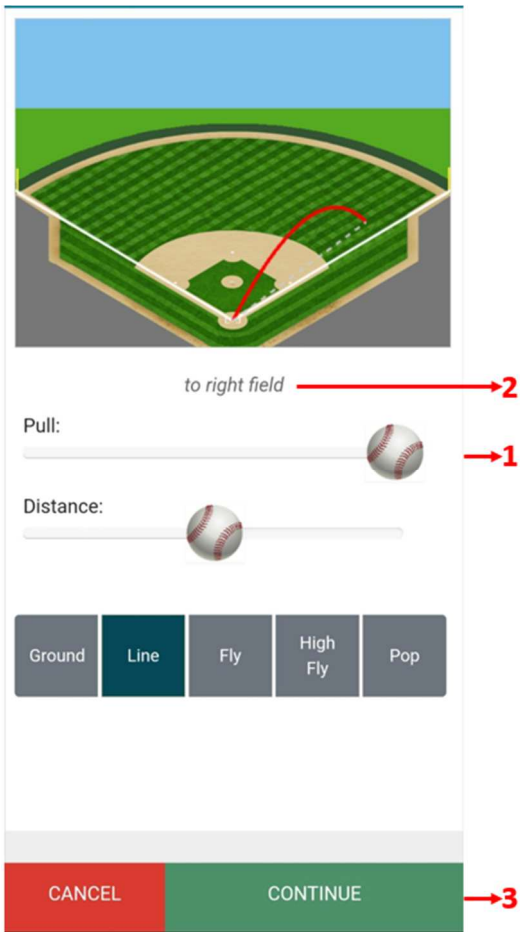 to right field
2
Pull:
1
Distance:
Ground
Line
Fly
High
Fly
Pop
CANCEL
CONTINUE
3